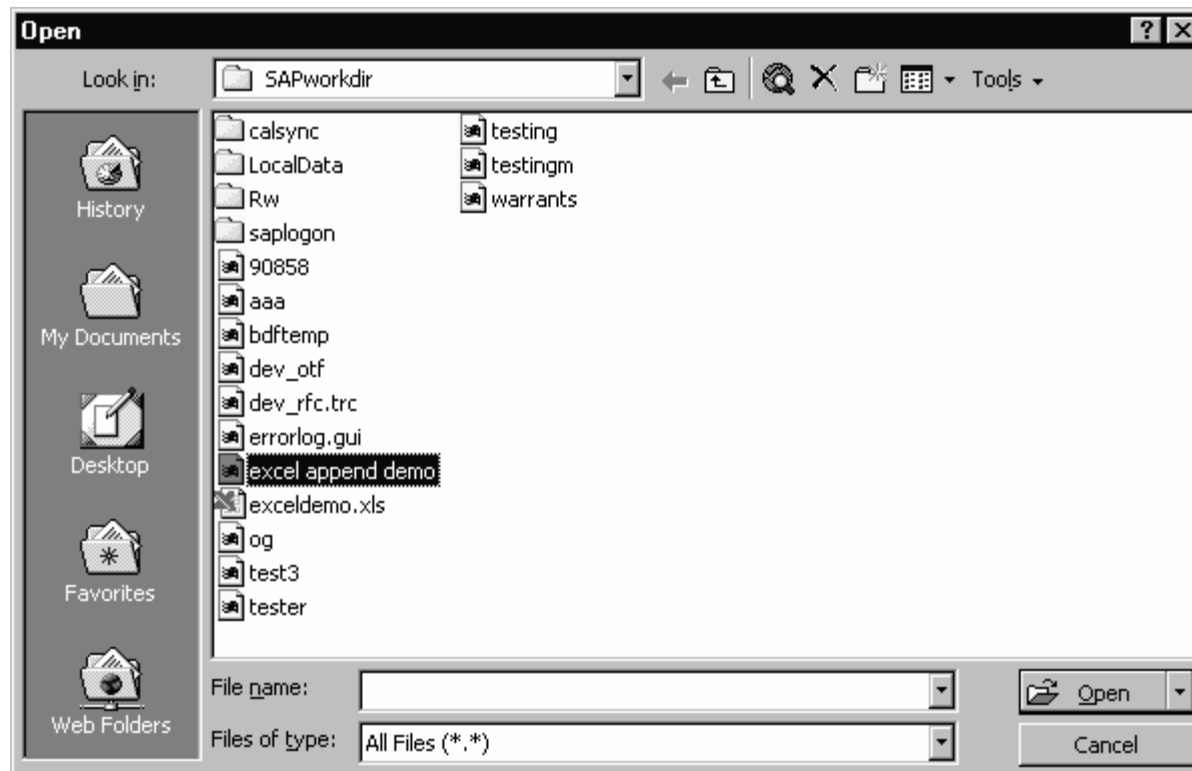 Open
Look in:
SAPworkdir
Tools
History
My Documents
Desktop
Favorites
Web Folders
calsync
LocalData
Rw
saplogon
90858
aaa
bdftemp
dev_otf
dev_rfc.trc
errorlog.gui
excel append demo
exceldemo.xls
og
test3
tester
testing
testingm
warrants
File name:
Open
Files of type:
All Files (*.*)
Cancel